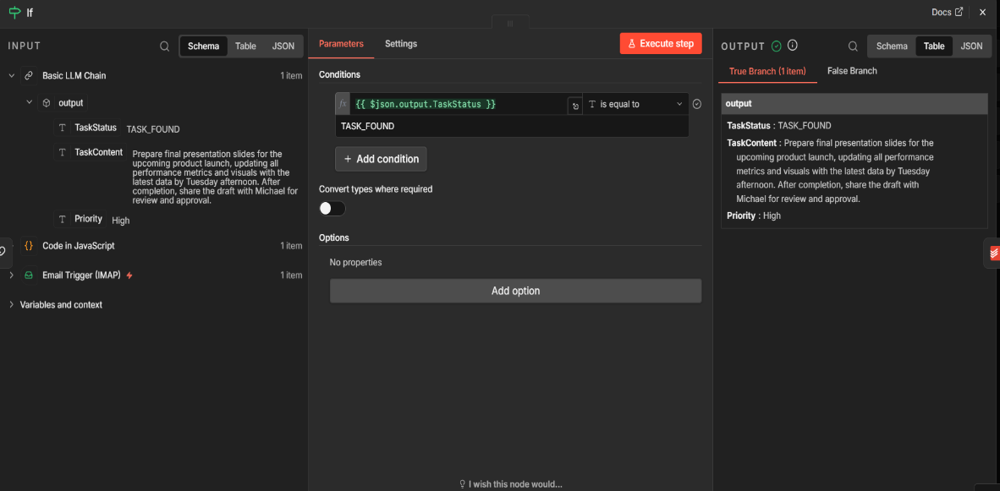 If
Docs
INPUT
Schema
Table
JSON
Basic LLM Chain
1 item
output
TaskStatus
TASK_FOUND
TaskContent
Prepare final presentation slides for the
upcoming product launch, updating all
performance metrics and visuals with the
latest data by Tuesday afternoon. After
completion, share the draft with Michael for
review and approval.
Priority
High
Code in JavaScript
1 item
Email Trigger (IMAP)
1 item
Variables and context
Parameters
Settings
Execute step
Conditions
fx
{{ $json.output.TaskStatus }}
T is equal to
TASK_FOUND
+ Add condition
Convert types where required
Options
No properties
Add option
I wish this node would...
OUTPUT
Schema
Table
JSON
True Branch (1 item)
False Branch
output
TaskStatus : TASK_FOUND
TaskContent : Prepare final presentation slides for the
upcoming product launch, updating all performance
metrics and visuals with the latest data by Tuesday
afternoon. After completion, share the draft with
Michael for review and approval.
Priority : High